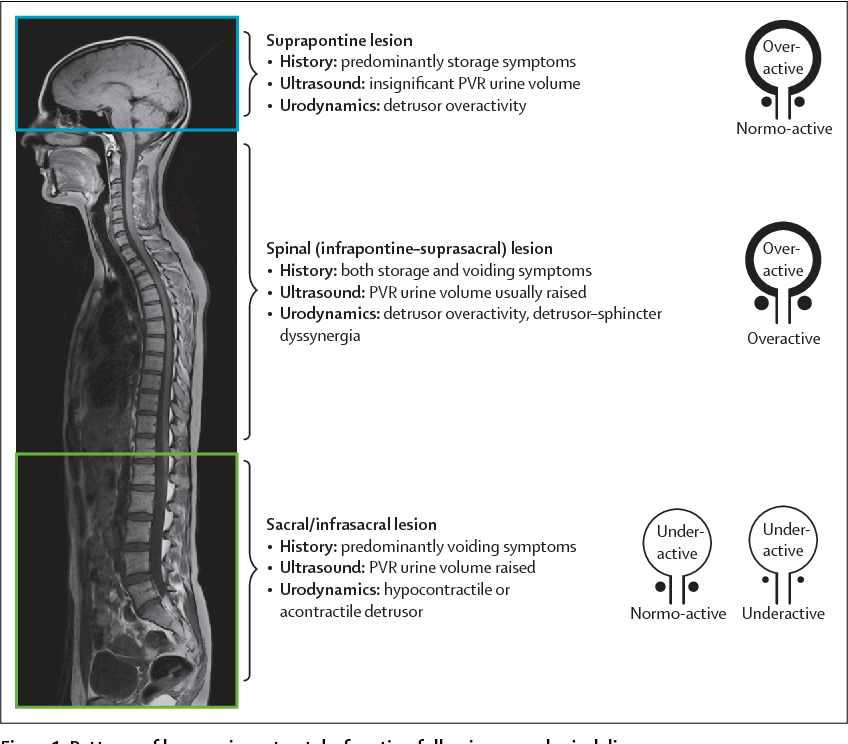 Suprapontine lesion
• History: predominantly storage symptoms
• Ultrasound: insignificant PVR urine volume
• Urodynamics: detrusor overactivity
Over-
active
Normo-active
Spinal (infrapontine–suprasacral) lesion
• History: both storage and voiding symptoms
• Ultrasound: PVR urine volume usually raised
• Urodynamics: detrusor overactivity, detrusor–sphincter
dyssynergia
Over-
active
Overactive
Sacral/infrasacral lesion
• History: predominantly voiding symptoms
• Ultrasound: PVR urine volume raised
• Urodynamics: hypocontractile or
acontractile detrusor
Under-
active
Normo-active
Under-
active
Underactive